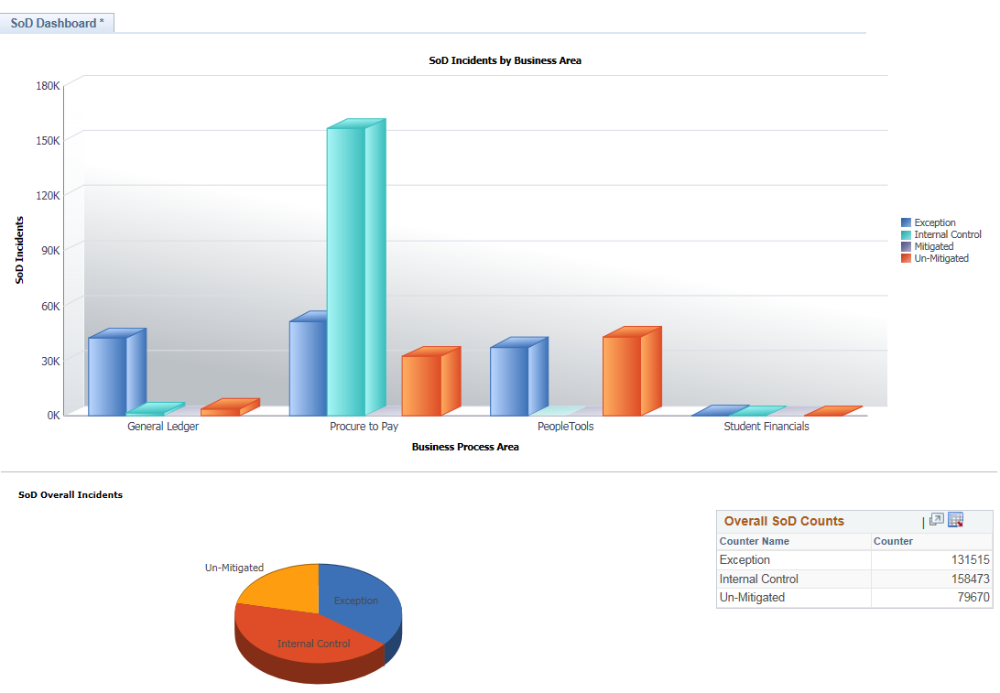 SoD Dashboard *
SoD Incidents by Business Area
180K
150K
120K
90K
60K
30K
0K
SoD Incidents
General Ledger
Procure to Pay
PeopleTools
Student Financials
Business Process Area
Exception
Internal Control
Mitigated
Un-Mitigated
SoD Overall Incidents
Un-Mitigated
Exception
Internal Control
Overall SoD Counts
Counter Name Counter
Exception 131515
Internal Control 158473
Un-Mitigated 79670